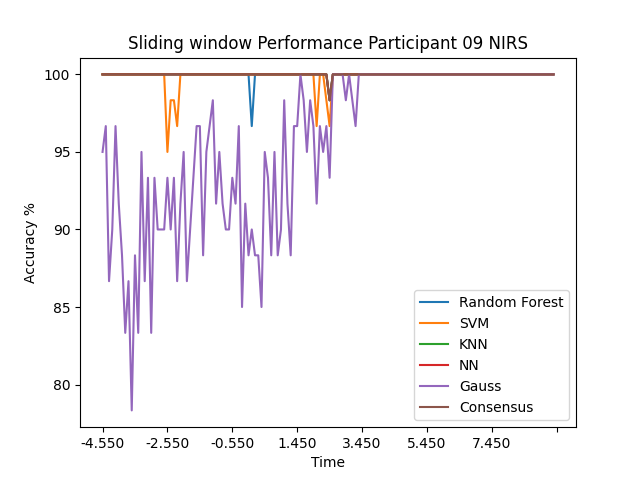 Sliding window Performance Participant 09 NIRS
Accuracy %
100
95
90
85
80
Random Forest
SVM
KNN
NN
Gauss
Consensus
-4.550 -2.550 -0.550 1.450 3.450 5.450 7.450
Time